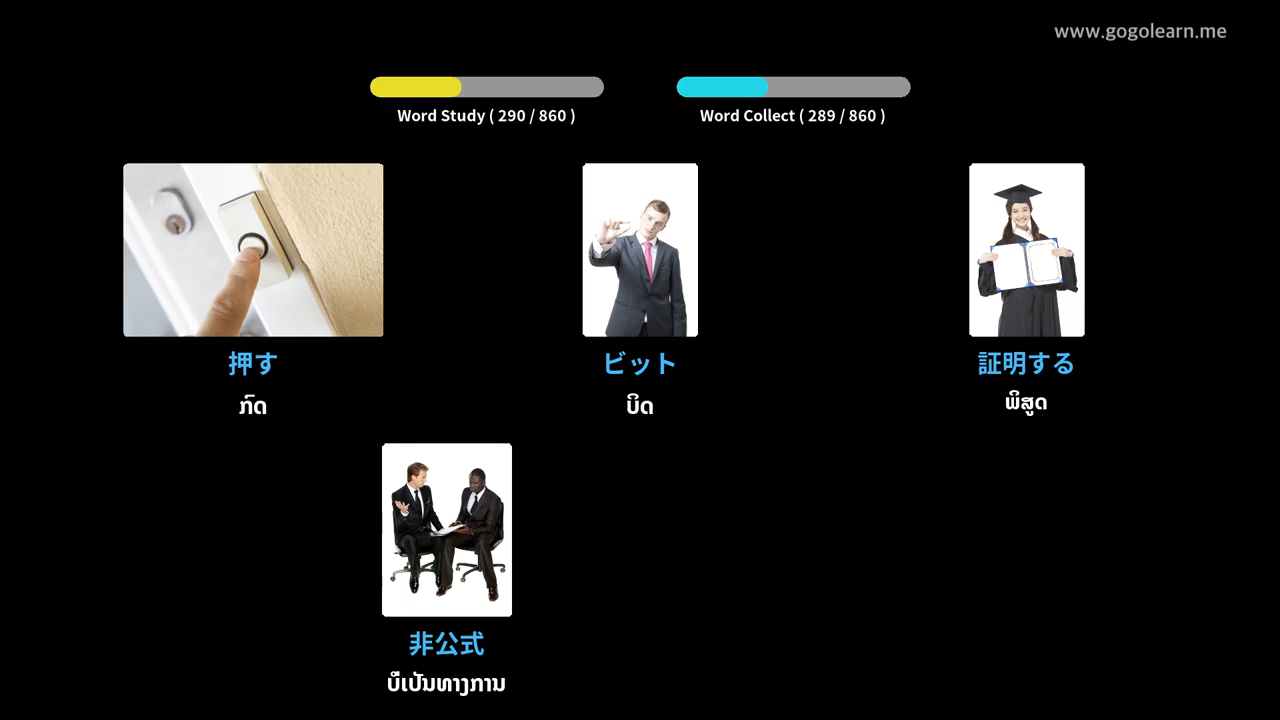 www.gogolearn.me
Word Study ( 290 / 860 )
Word Collect ( 289 / 860 )
押す
ກົດ
ビット
ບິດ
証明する
ພິສູດ
非公式
ບໍ່ເປັນທາງການ